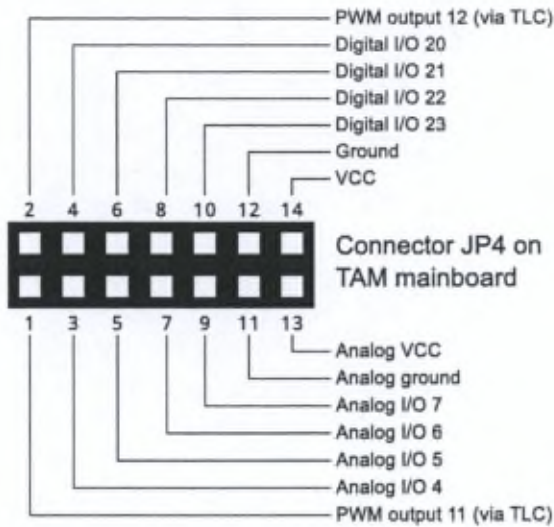 PWM output 12 (via TLC)
Digital I/O 20
Digital I/O 21
Digital I/O 22
Digital I/O 23
Ground
VCC
2 4 6 8 10 12 14
Connector JP4 on
TAM mainboard
1 3 5 7 9 11 13
Analog VCC
Analog ground
Analog I/O 7
Analog I/O 6
Analog I/O 5
Analog I/O 4
PWM output 11 (via TLC)